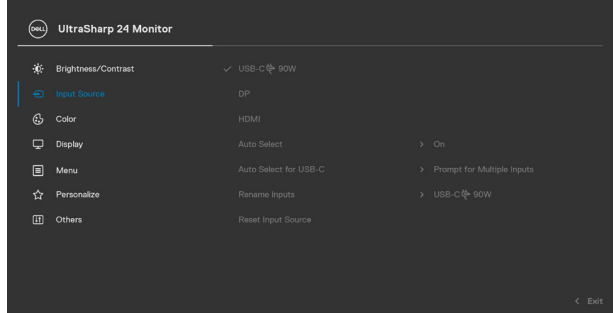 DELL UltraSharp 24 Monitor
Brightness/Contrast USB-C 90W
Input Source DP
Color HDMI
Display Auto Select On
Menu Auto Select for USB-C Prompt for Multiple Inputs
Personalize Rename Inputs USB-C 90W
Others Reset Input Source
Exit